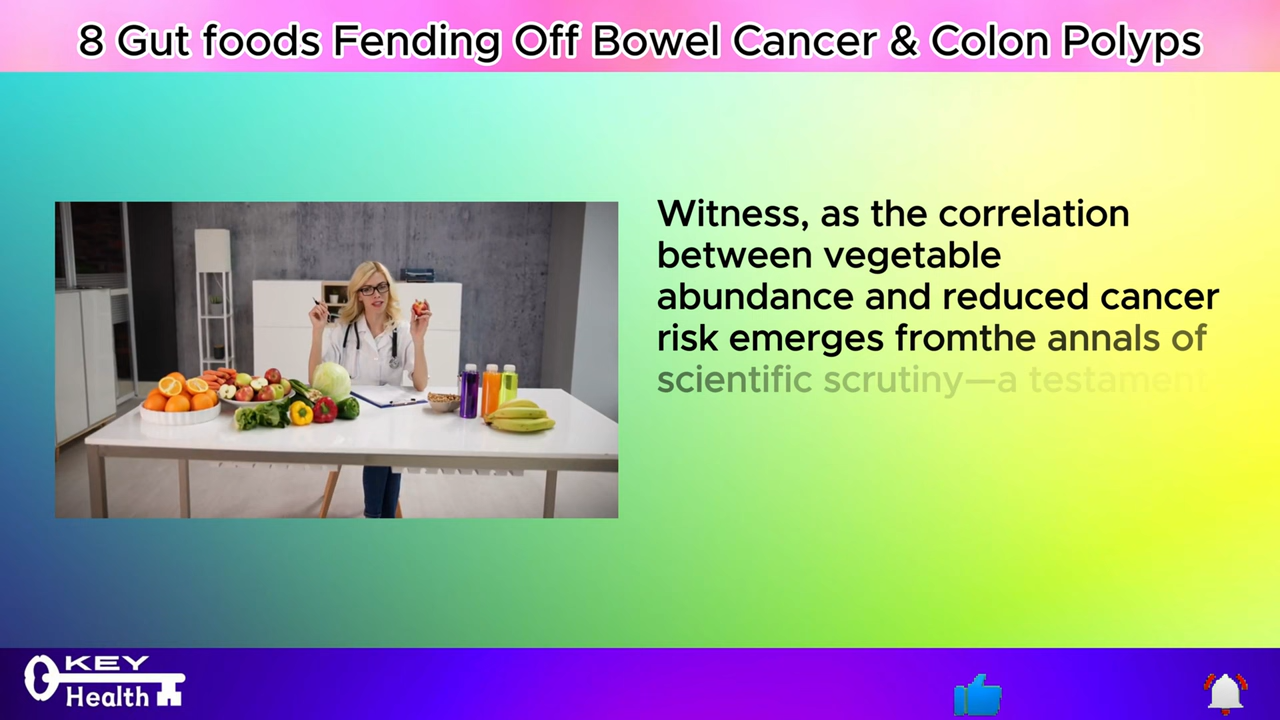 8 Gut foods Fending Off Bowel Cancer & Colon Polyps
Witness, as the correlation
between vegetable
abundance and reduced cancer
risk emerges fromthe annals of
scientific scrutiny—a testament
KEY
Health